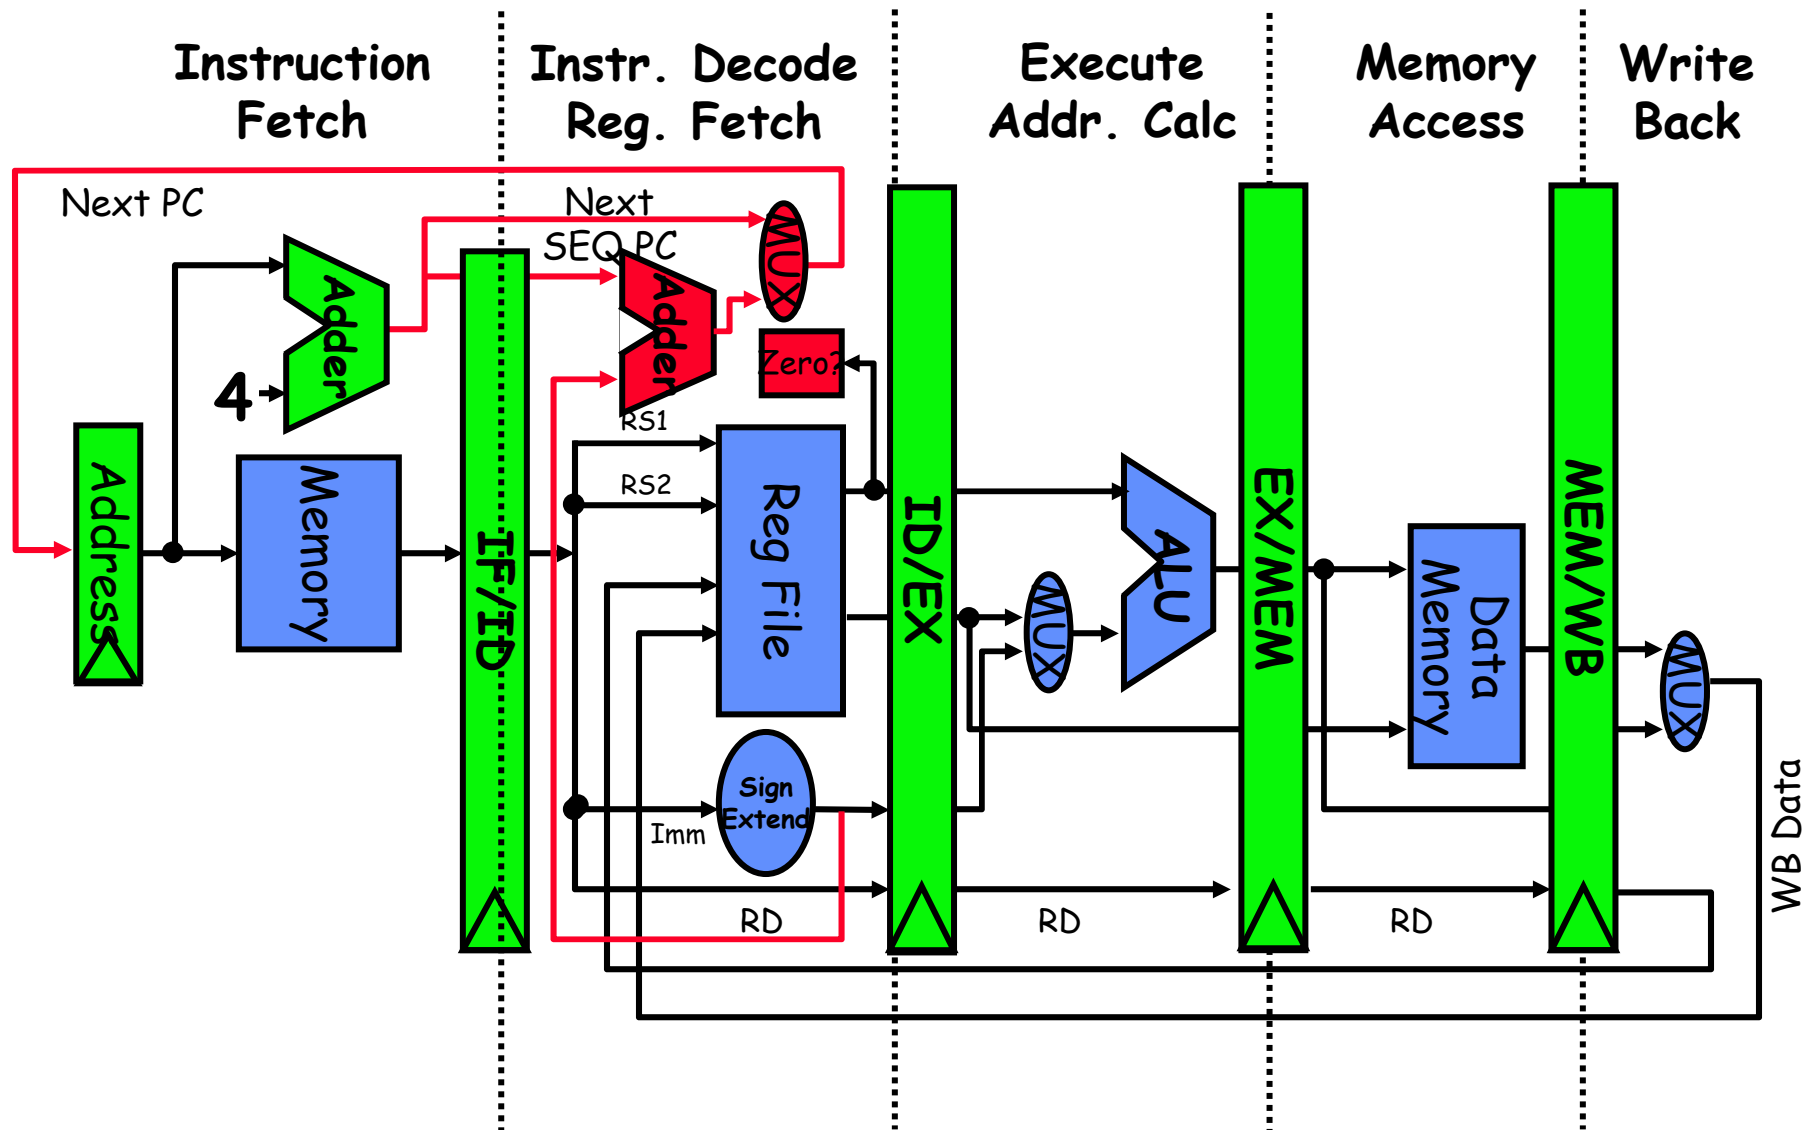 Instruction
Fetch
Instr. Decode
Reg. Fetch
Execute
Addr. Calc
Memory
Access
Write
Back
Next PC
Next
SEQ PC
MUX
Adder
Adder
Zero?
4
RS1
Address
Memory
IF/ID
RS2
Reg File
ID/EX
MUX
ALU
EX/MEM
Data
Memory
MEM/WB
MUX
Sign
Extend
Imm
WB Data
RD
RD
RD